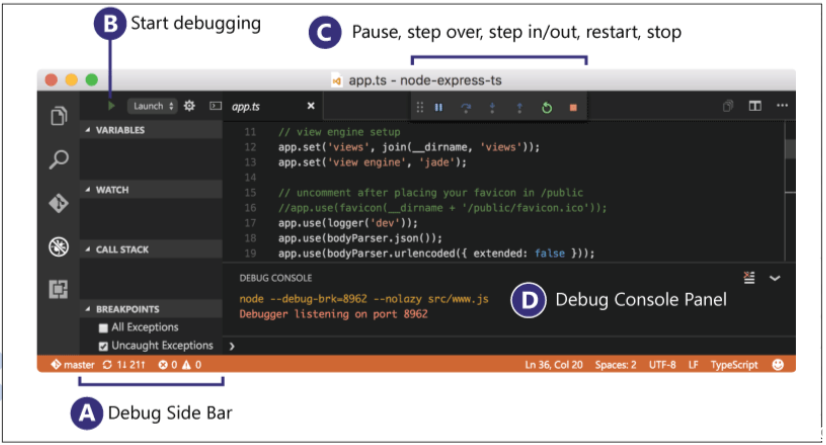 B Start debugging
C Pause, step over, step in/out, restart, stop
app.ts - node-express-ts
Launch
app.ts
VARIABLES
WATCH
CALL STACK
BREAKPOINTS
All Exceptions
Uncaught Exceptions
11 // view engine setup
12 app.set('views', join(__dirname, 'views'));
13 app.set('view engine', 'jade');
14
15 // uncomment after placing your favicon in /public
16 //app.use(favicon(__dirname + '/public/favicon.ico'));
17 app.use(logger('dev'));
18 app.use(bodyParser.json());
19 app.use(bodyParser.urlencoded({ extended: false }));
DEBUG CONSOLE
node --debug-brk=8962 --nolazy src/www.js
Debugger listening on port 8962
D Debug Console Panel
master 1↓ 21↑ 0 0 Ln 36, Col 20 Spaces: 2 UTF-8 LF TypeScript
A Debug Side Bar